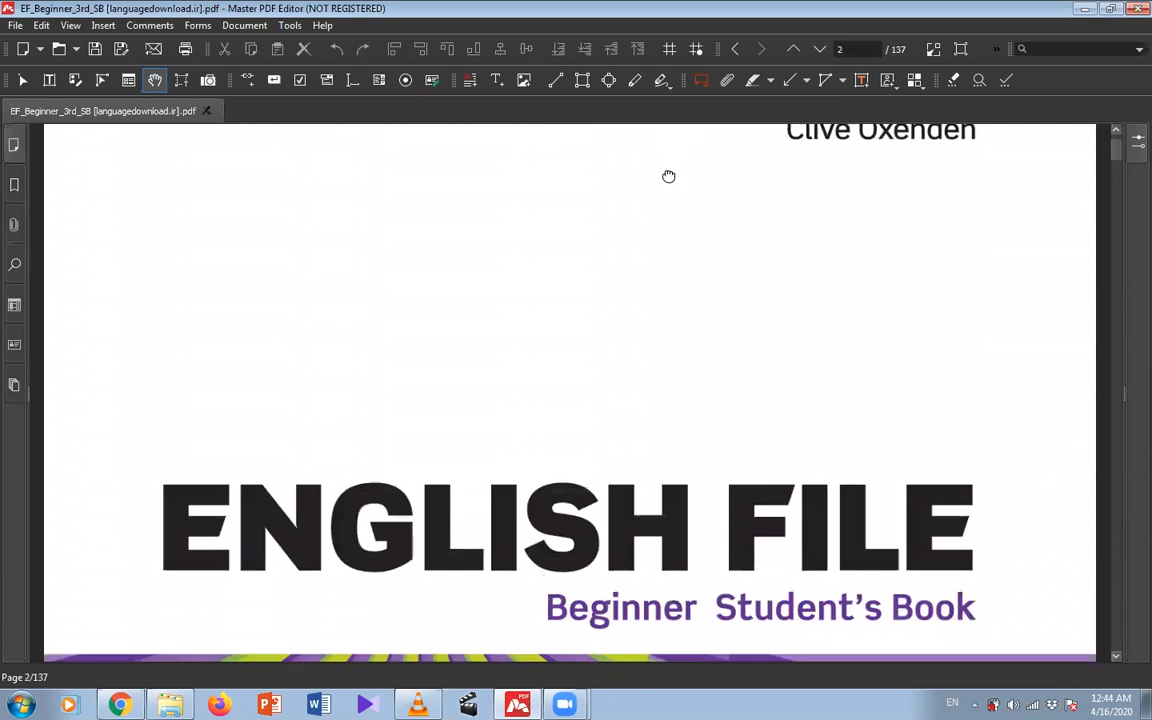 EF_Beginner_3rd_SB [languagedownload.ir].pdf - Master PDF Editor (NOT REGISTERED)
File Edit View Insert Comments Forms Document Tools Help
2 / 137
EF_Beginner_3rd_SB [languagedownload.ir].pdf
Clive Oxenden
ENGLISH FILE
Beginner Student's Book
Page 2/137
EN
12:44 AM
4/16/2020